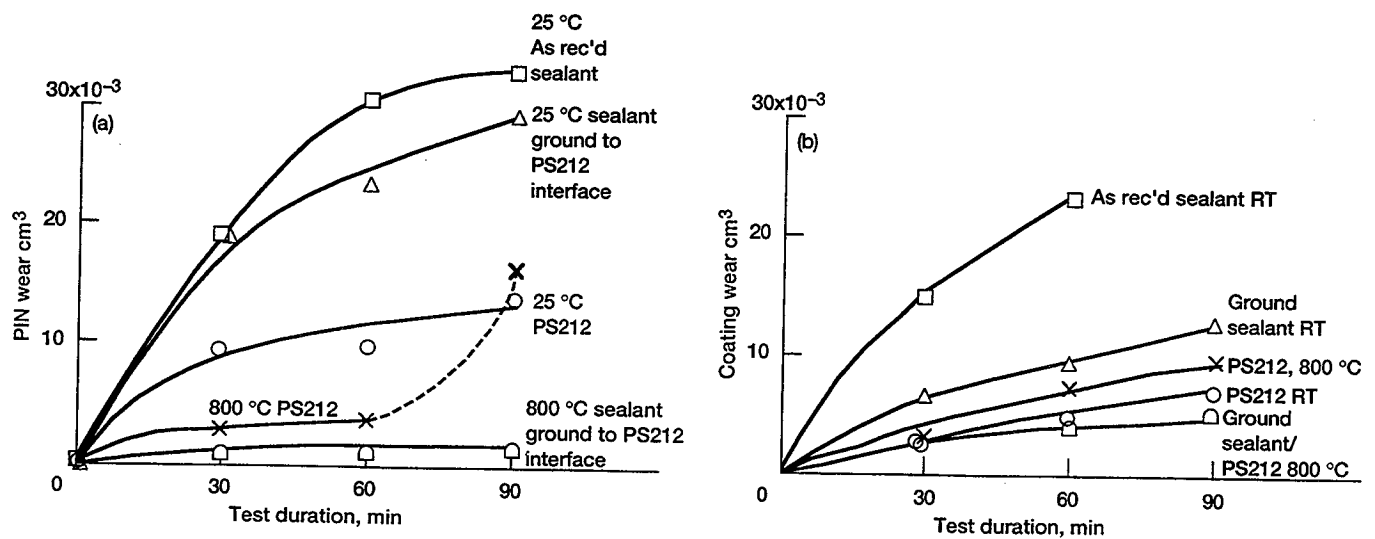 25 °C
As rec'd
sealant
30x10–3
(a)
25 °C sealant
ground to
PS212
interface
20
PIN wear cm3
10
25 °C
PS212
800 °C PS212
800 °C sealant
ground to PS212
interface
0
30
60
90
Test duration, min
30x10–3
(b)
As rec'd sealant RT
20
Coating wear cm3
10
Ground
sealant RT
PS212, 800 °C
PS212 RT
Ground
sealant/
PS212 800 °C
0
30
60
90
Test duration, min